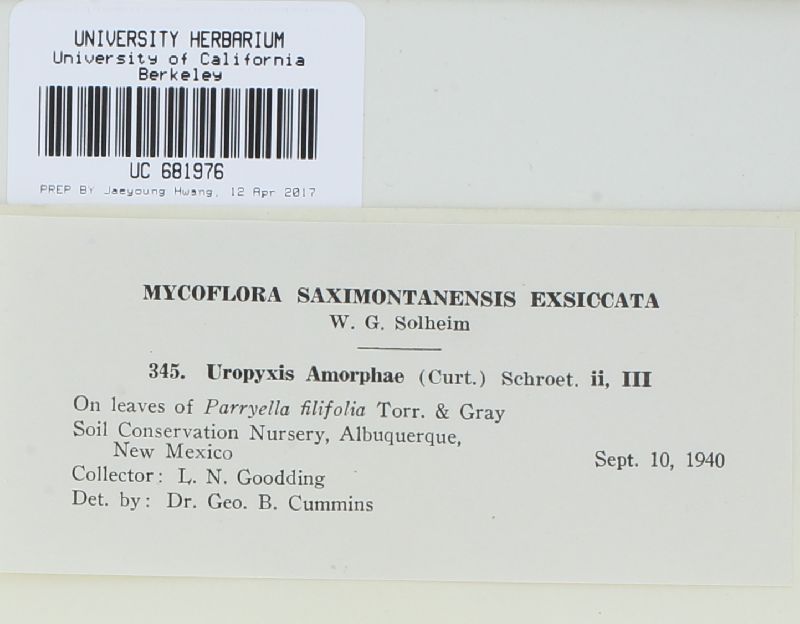 UNIVERSITY HERBARIUM
University of California
Berkeley
UC 681976
PREP BY Jaeyoung Hwang, 12 Apr 2017
MYCOFLORA SAXIMONTANENSIS EXSICCATA
W. G. Solheim
345. Uropyxis Amorphae (Curt.) Schroet. ii, III
On leaves of Parryella filifolia Torr. & Gray
Soil Conservation Nursery, Albuquerque,
New Mexico Sept. 10, 1940
Collector: L. N. Goodding
Det. by: Dr. Geo. B. Cummins